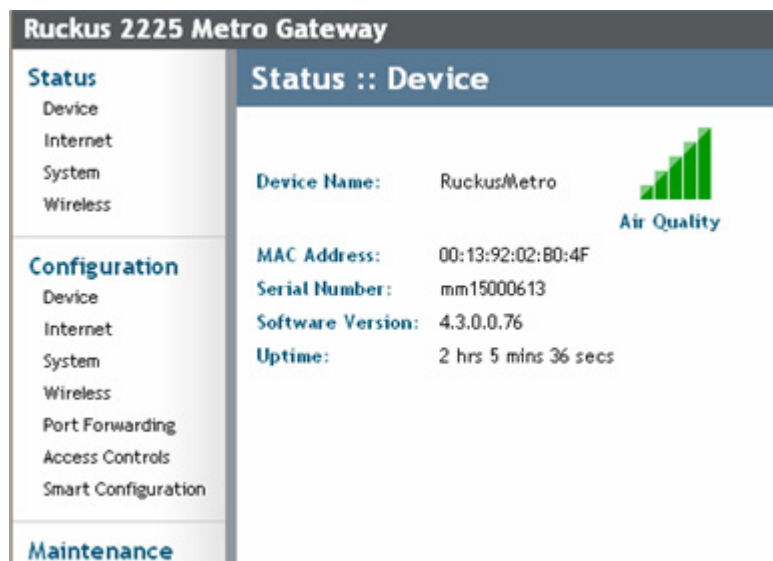 Ruckus 2225 Metro Gateway
Status
Device
Internet
System
Wireless
Configuration
Device
Internet
System
Wireless
Port Forwarding
Access Controls
Smart Configuration
Maintenance
Status :: Device
Device Name: RuckusMetro
Air Quality
MAC Address: 00:13:92:02:B0:4F
Serial Number: mm15000613
Software Version: 4.3.0.0.76
Uptime: 2 hrs 5 mins 36 secs